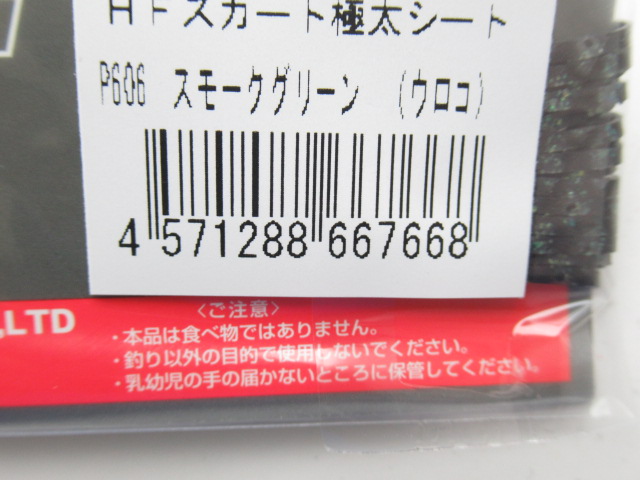 HFスカート極太シート
P606 スモークグリーン (ウロコ)
4 571288 667668
.,LTD
〈ご注意〉
・本品は食べ物ではありません。
・釣り以外の目的で使用しないでください。
・乳幼児の手の届かないところに保管してください。